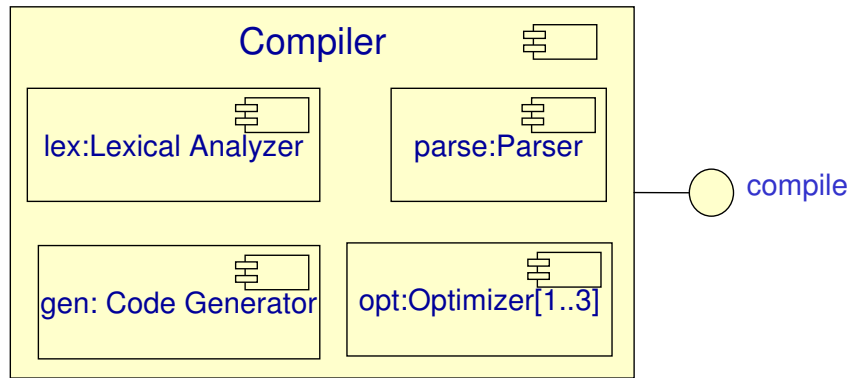 Compiler
lex:Lexical Analyzer
parse:Parser
compile
gen: Code Generator
opt:Optimizer[1..3]